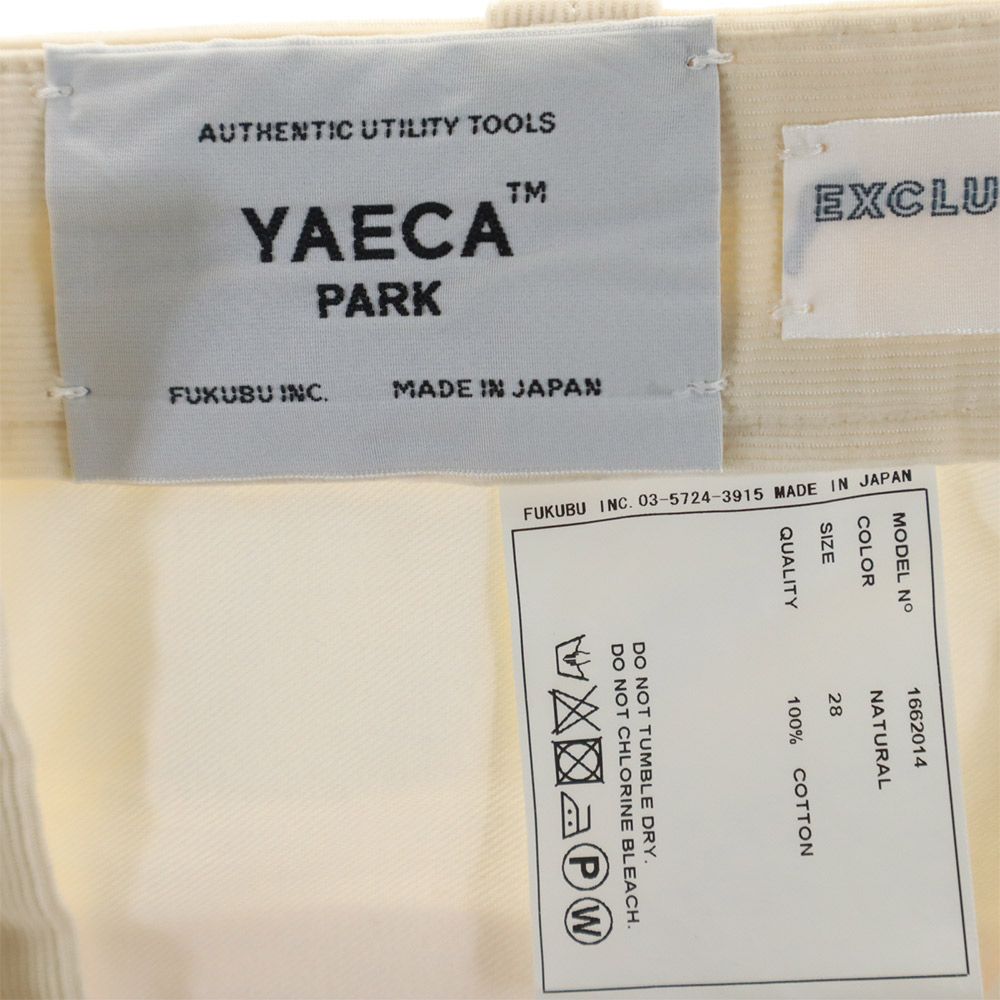 AUTHENTIC UTILITY TOOLS
YAECA™
PARK
FUKUBU INC. MADE IN JAPAN
EXCLU
FUKUBU INC. 03-5724-3915 MADE IN JAPAN
MODEL Nº 1662014
COLOR NATURAL
SIZE 28
QUALITY 100% COTTON
DO NOT TUMBLE DRY.
DO NOT CHLORINE BLEACH.
P W